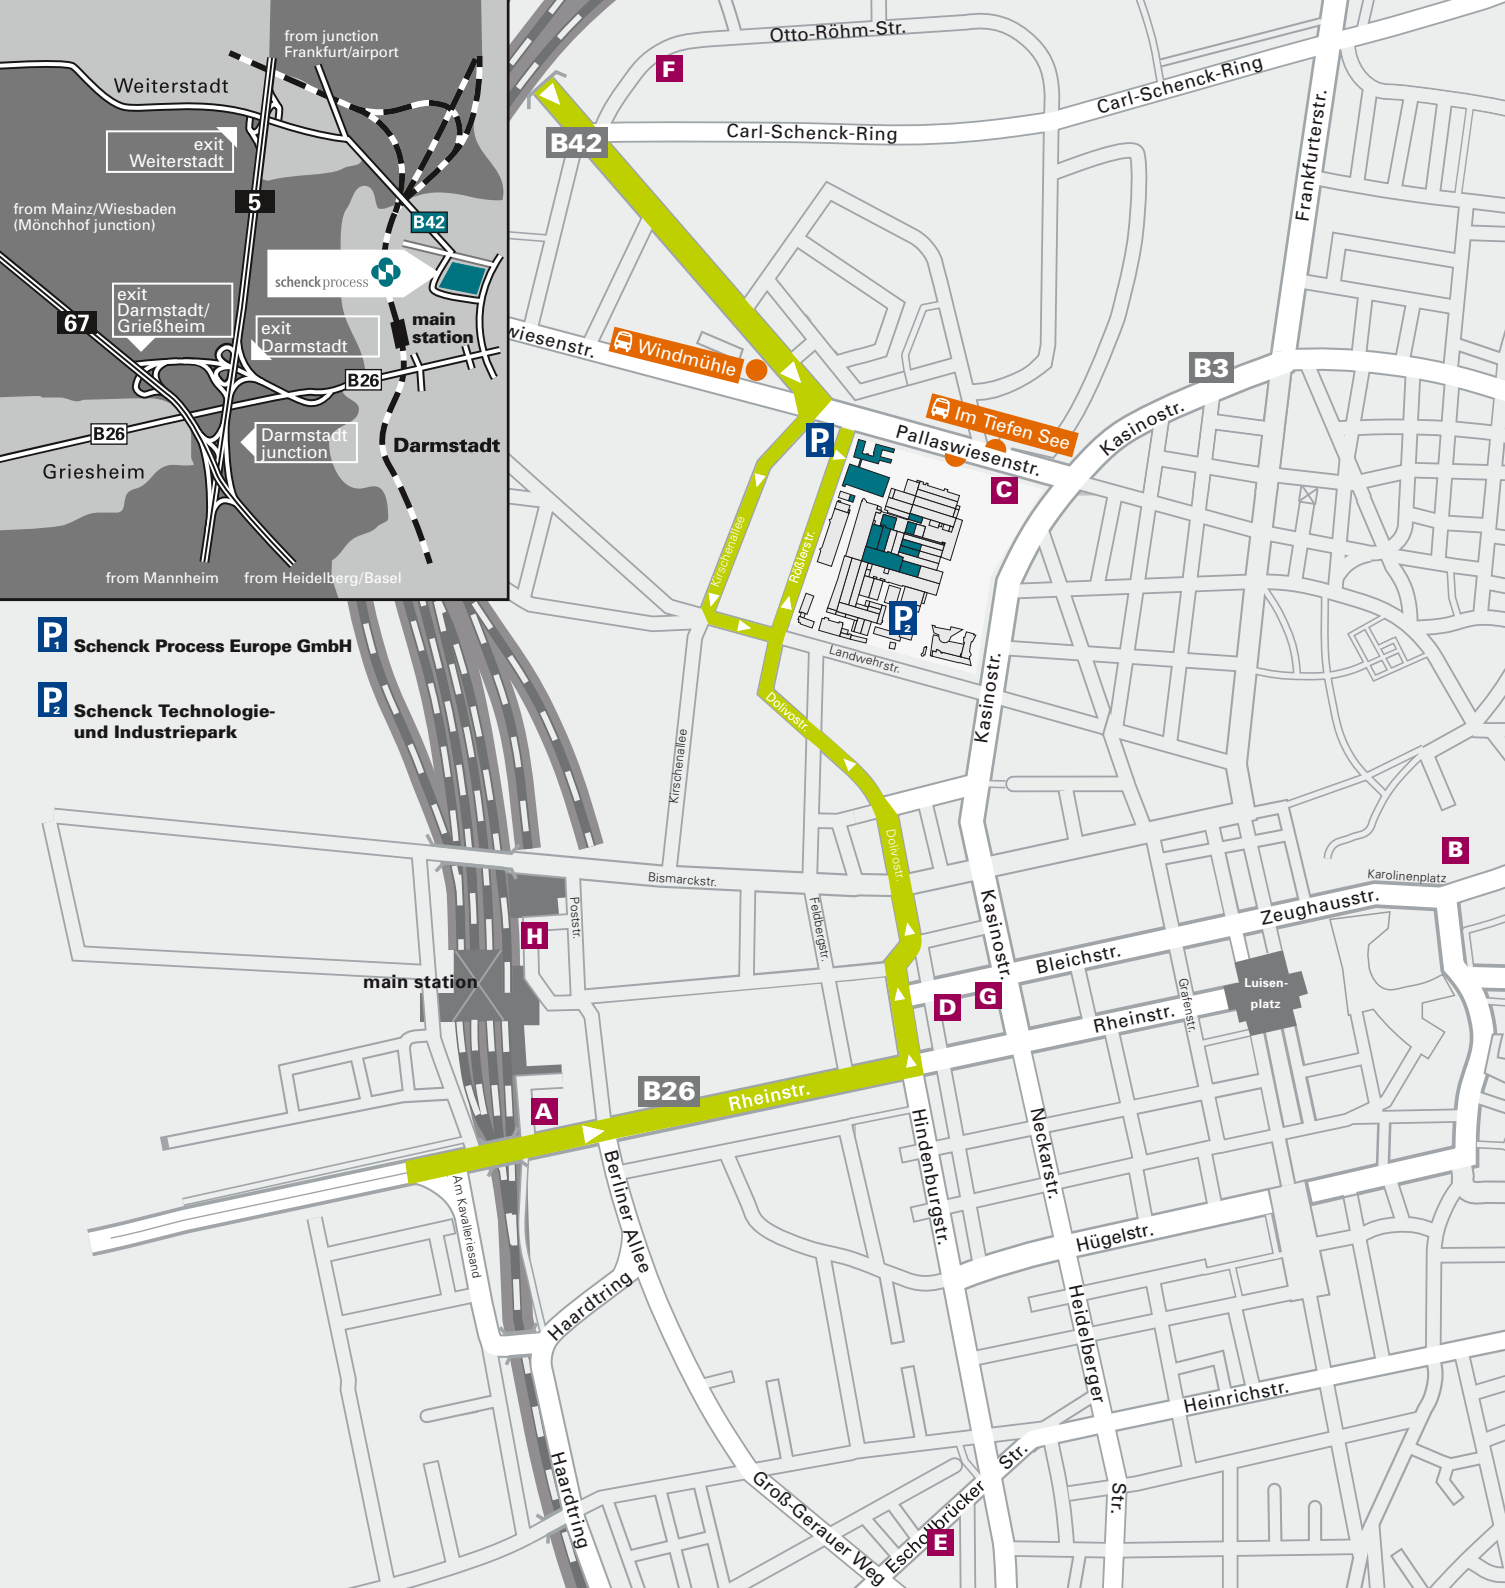 from junction
Frankfurt/airport
Weiterstadt
exit
Weiterstadt
5
from Mainz/Wiesbaden
(Mönchhof junction)
B42
schenck process
exit
Darmstadt/
Grießheim
67
exit
Darmstadt
main
station
B26
B26
Darmstadt
junction
Darmstadt
Griesheim
from Mannheim
from Heidelberg/Basel
P1
Schenck Process Europe GmbH
P2
Schenck Technologie-
und Industriepark
Otto-Röhm-Str.
F
Carl-Schenck-Ring
Carl-Schenck-Ring
B42
Frankfurterstr.
wiesenstr.
Windmühle
B3
Im Tiefen See
Kasinostr.
Pallaswiesenstr.
P1
C
Kirschenallee
Rößlerstr.
P2
Landwehrstr.
Kasinostr.
Dolivostr.
Kirschenallee
Dolivostr.
B
Karolinenplatz
Bismarckstr.
Zeughausstr.
Poststr.
Feldbergstr.
Kasinostr.
H
Bleichstr.
main station
D
G
Grafenstr.
Luisen-
platz
Rheinstr.
B26
Rheinstr.
A
Hindenburgstr.
Neckarstr.
Berliner Allee
Am Kavalleriesand
Hügelstr.
Haardtring
Heidelberger
Heinrichstr.
Haardtring
Str.
Groß-Gerauer Weg
Eschollbrücker
Str.
E